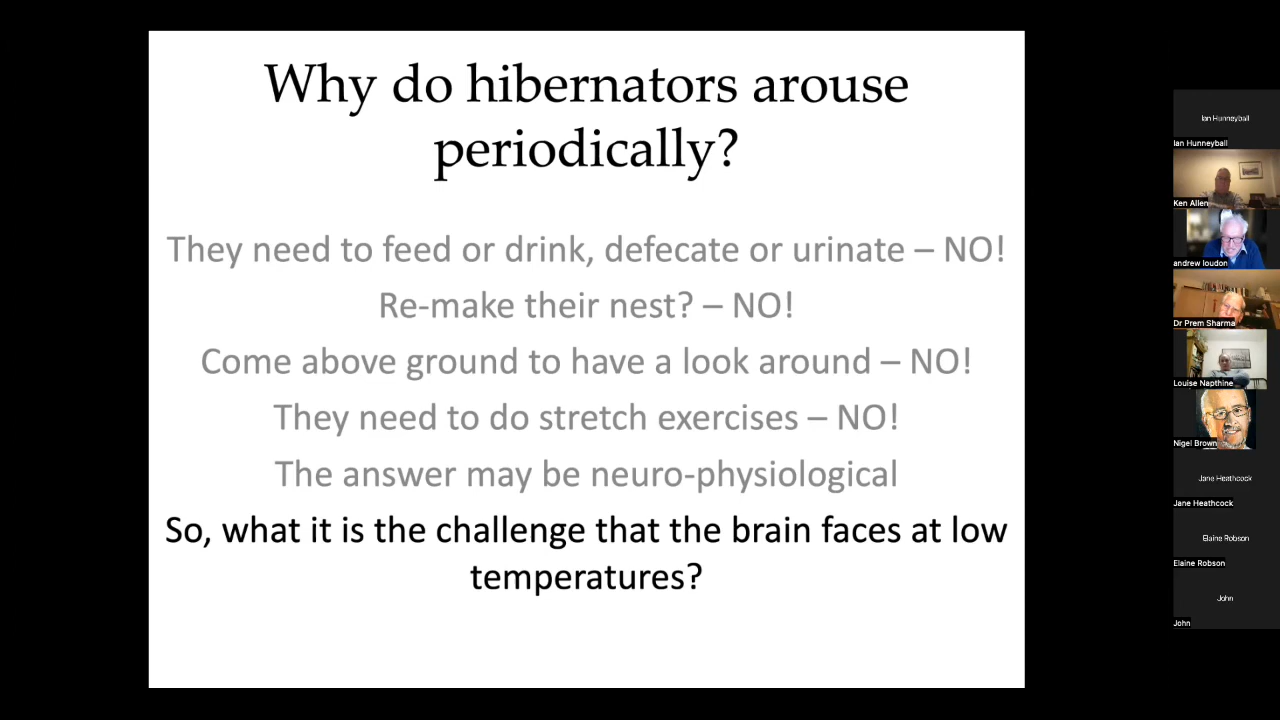 Why do hibernators arouse
periodically?
They need to feed or drink, defecate or urinate – NO!
Re-make their nest? – NO!
Come above ground to have a look around – NO!
They need to do stretch exercises – NO!
The answer may be neuro-physiological
So, what it is the challenge that the brain faces at low
temperatures?
Ian Hunneyball
Ian Hunneyball
Ken Allen
andrew loudon
Dr Prem Sharma
Louise Napthine
Nigel Brown
Jane Heathcock
Jane Heathcock
Elaine Robson
Elaine Robson
John
John